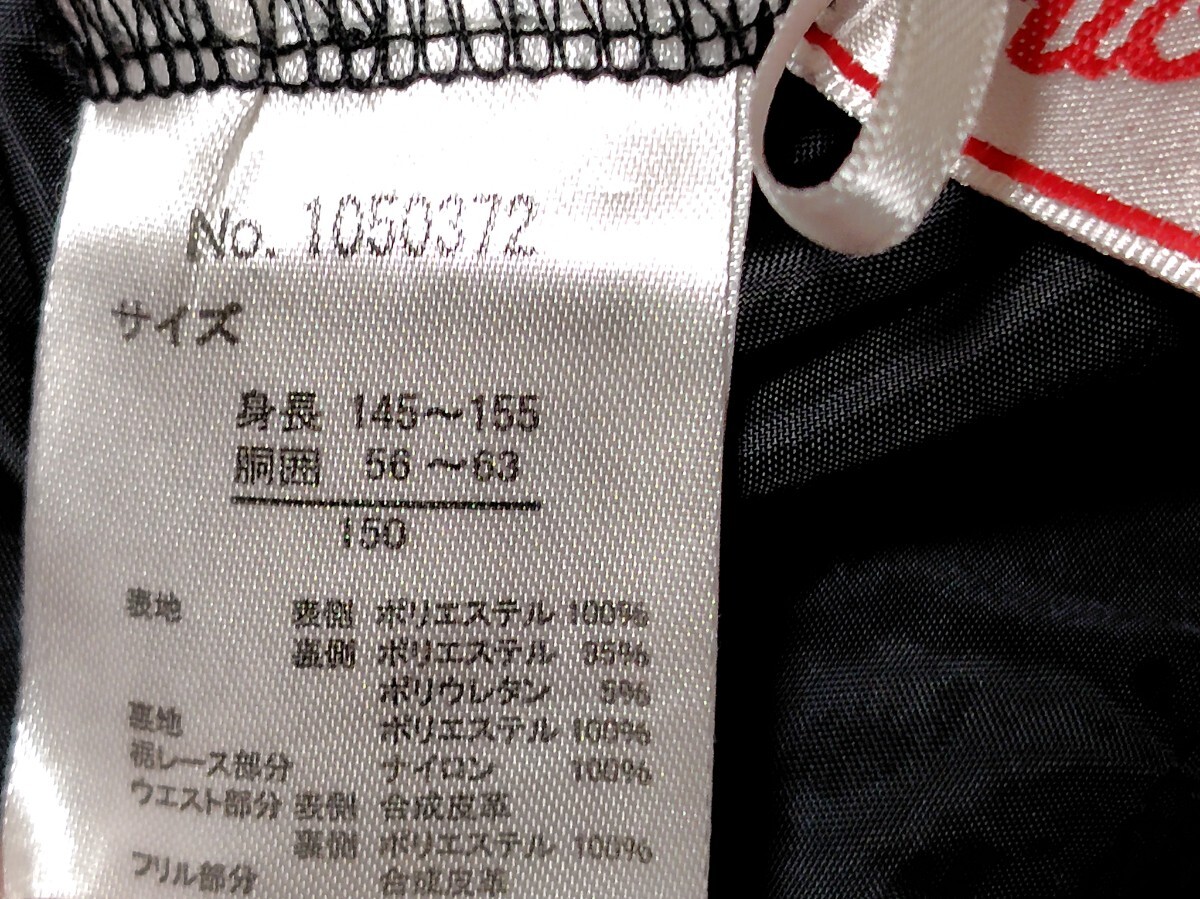 No. 1050372
サイズ
身長 145～155
胴囲 56～63
150
表地 表側 ポリエステル 100%
裏側 ポリエステル 95%
ポリウレタン 5%
裏地 ポリエステル 100%
裾レース部分 ナイロン 100%
ウエスト部分 表側 合成皮革
裏側 ポリエステル 100%
フリル部分 合成皮革